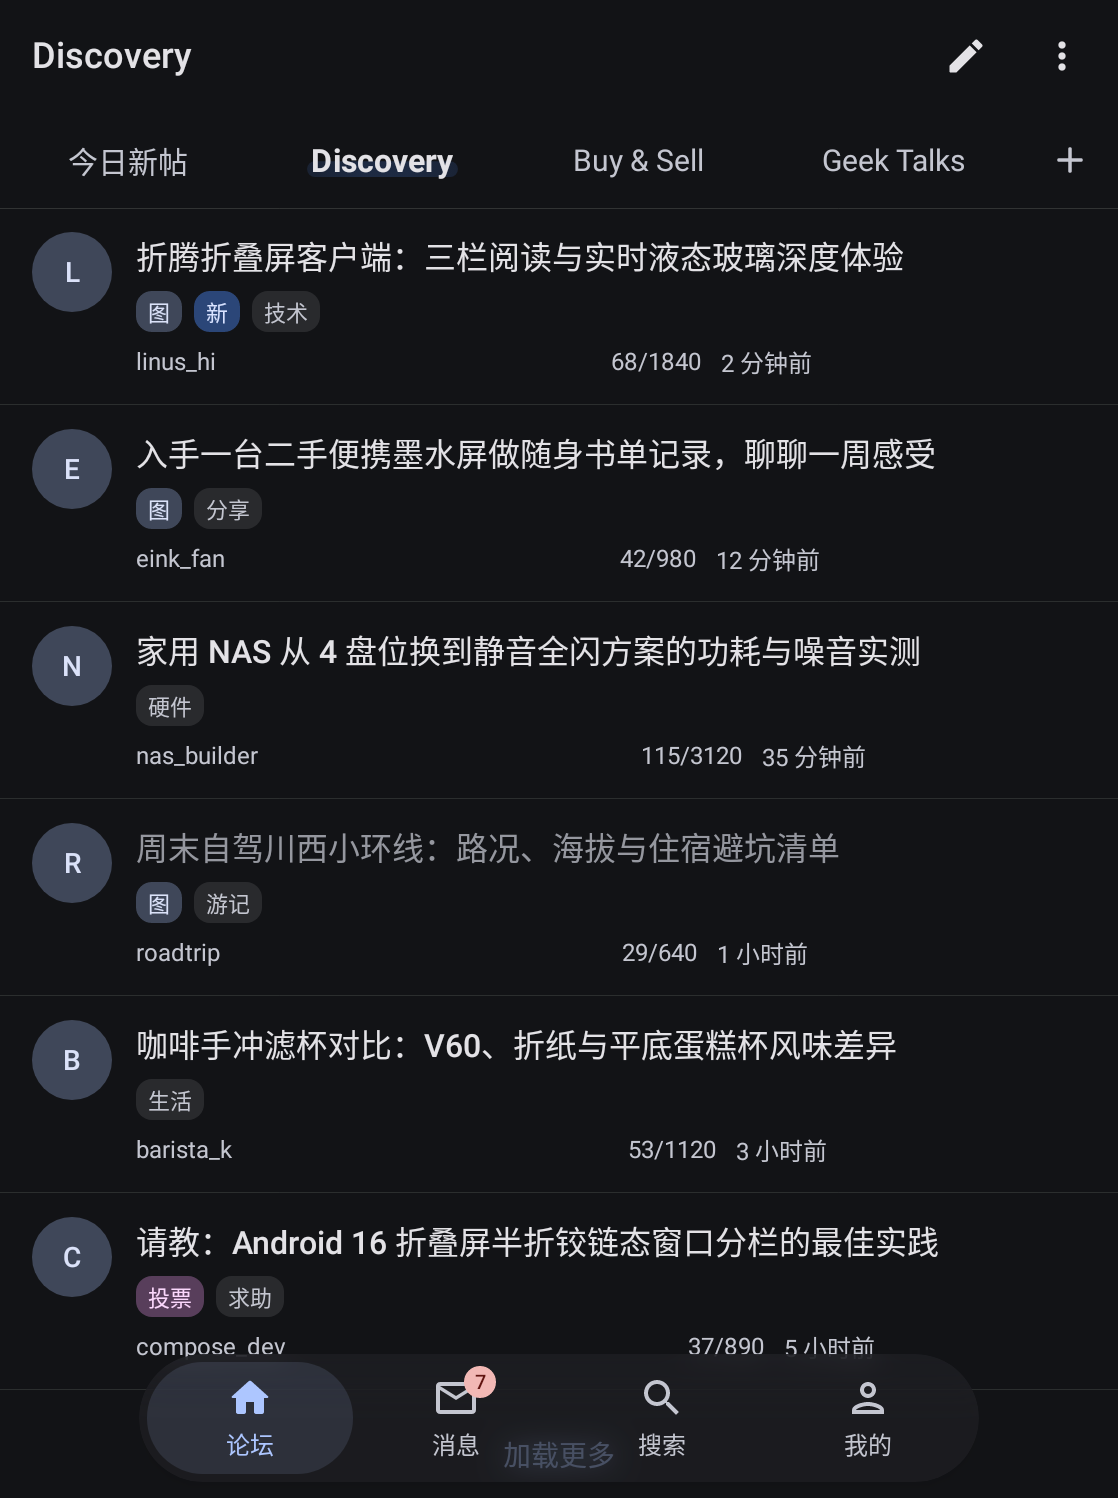 Discovery
今日新帖 Discovery Buy & Sell Geek Talks +
L 折腾折叠屏客户端：三栏阅读与实时液态玻璃深度体验
图 新 技术
linus_hi 68/1840 2 分钟前
E 入手一台二手便携墨水屏做随身书单记录，聊聊一周感受
图 分享
eink_fan 42/980 12 分钟前
N 家用 NAS 从 4 盘位换到静音全闪方案的功耗与噪音实测
硬件
nas_builder 115/3120 35 分钟前
R 周末自驾川西小环线：路况、海拔与住宿避坑清单
图 游记
roadtrip 29/640 1 小时前
B 咖啡手冲滤杯对比：V60、折纸与平底蛋糕杯风味差异
生活
barista_k 53/1120 3 小时前
C 请教：Android 16 折叠屏半折铰链态窗口分栏的最佳实践
投票 求助
compose_dev 37/890 5 小时前
7
论坛 消息 加载更多 搜索 我的